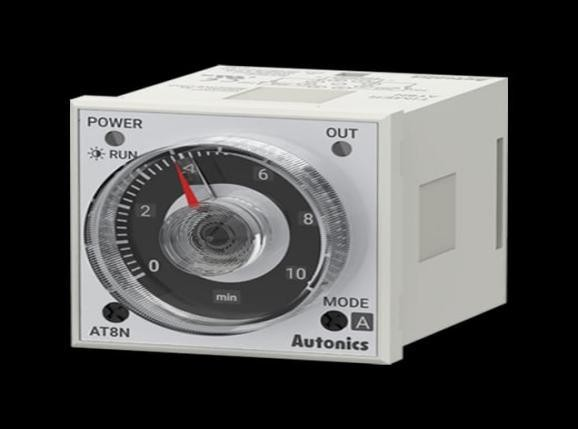 POWER
OUT
RUN
4
6
2
8
0
10
min
MODE
A
AT8N
Autonics